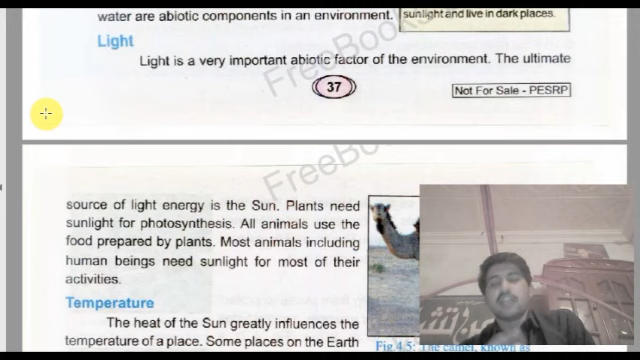 water are abiotic components in an environment.
sunlight and live in dark places.
Light
Light is a very important abiotic factor of the environment. The ultimate
37
Not For Sale - PESRP
FreeBooks
FreeBo
source of light energy is the Sun. Plants need
sunlight for photosynthesis. All animals use the
food prepared by plants. Most animals including
human beings need sunlight for most of their
activities.
Temperature
The heat of the Sun greatly influences the
temperature of a place. Some places on the Earth
Fig.4.5: The camel, known as